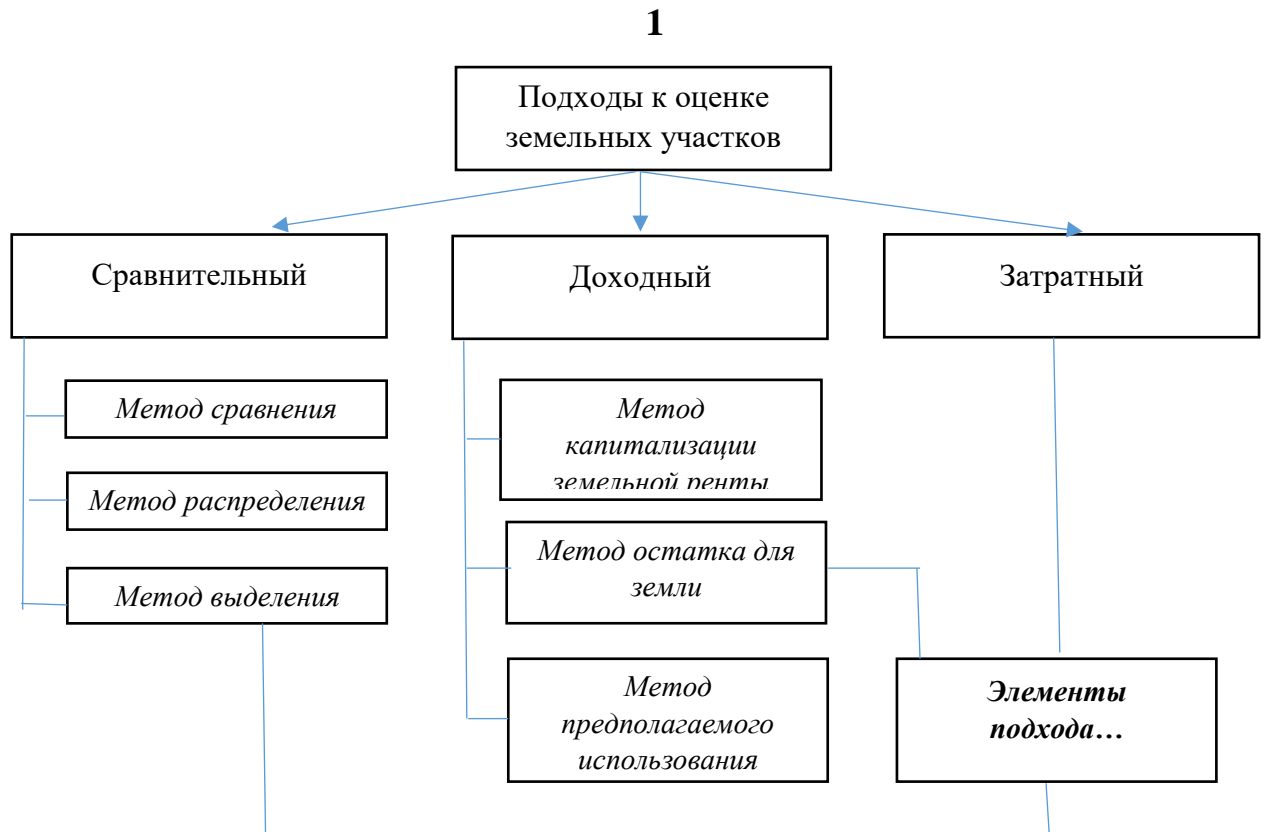 1
Подходы к оценке
земельных участков
Сравнительный
Доходный
Затратный
Метод сравнения
Метод распределения
Метод выделения
Метод
капитализации
земельной ренты
Метод остатка для
земли
Метод
предполагаемого
использования
Элементы
подхода…